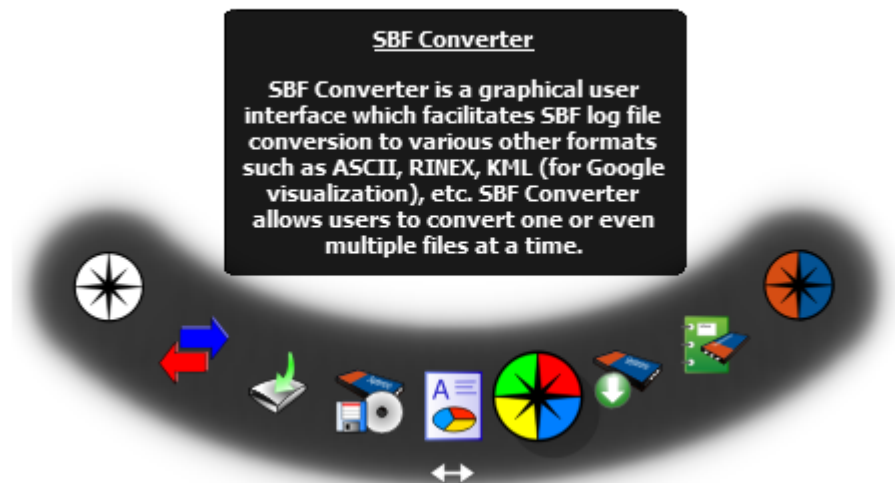 SBF Converter
SBF Converter is a graphical user
interface which facilitates SBF log file
conversion to various other formats
such as ASCII, RINEX, KML (for Google
visualization), etc. SBF Converter
allows users to convert one or even
multiple files at a time.
A